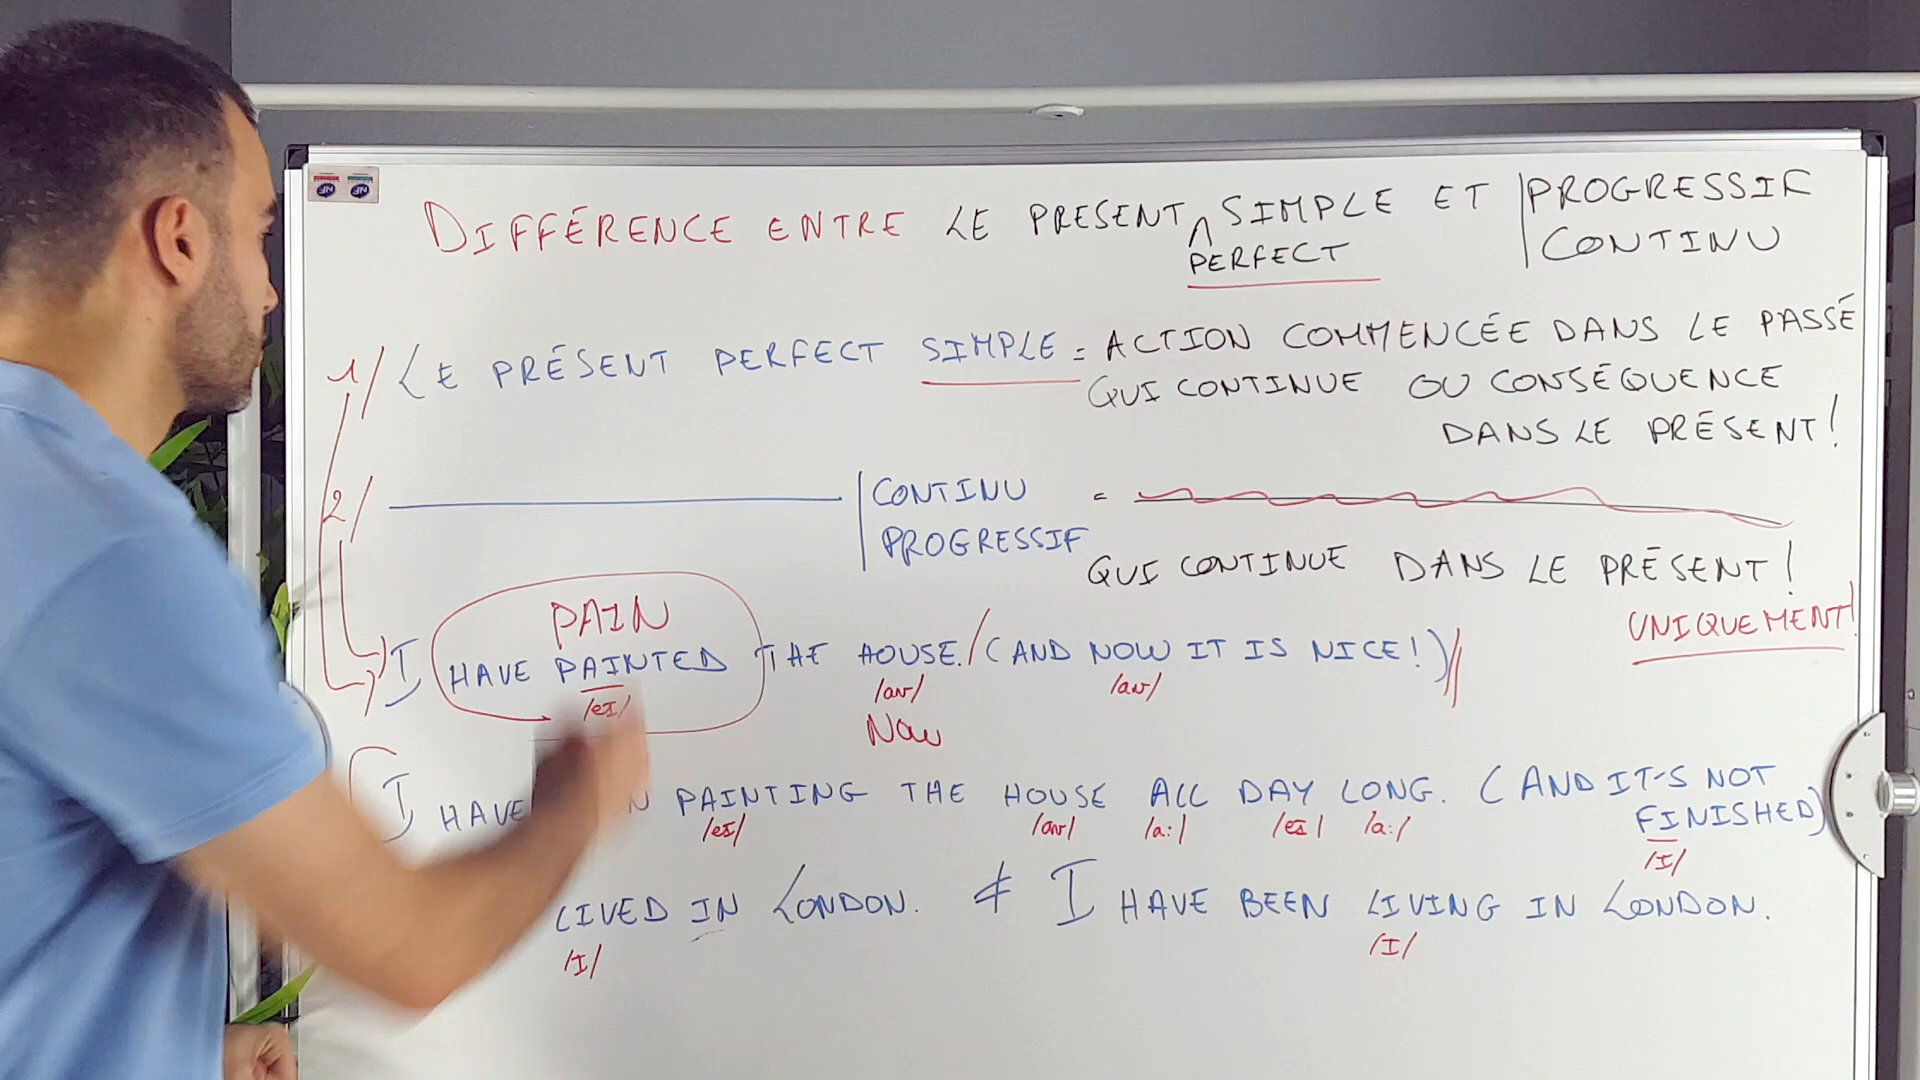 DIFFÉRENCE ENTRE LE PRESENT SIMPLE ET PROGRESSIF
PERFECT CONTINU
1/ LE PRÉSENT PERFECT SIMPLE = ACTION COMMENCÉE DANS LE PASSÉ
QUI CONTINUE OU CONSÉQUENCE
DANS LE PRÉSENT!
2/ CONTINU =
PROGRESSIF
QUI CONTINUE DANS LE PRÉSENT!
UNIQUEMENT!
PAIN
I HAVE PAINTED THE HOUSE. / (AND NOW IT IS NICE!)
/eɪ/ /aʊ/ /aʊ/
NOW
I HAVE PAINTING THE HOUSE ALL DAY LONG. (AND IT'S NOT
FINISHED)
/eɪ/ /aʊ/ /a:/ /eɪ/ /a:/
/ɪ/
LIVED IN LONDON. ≠ I HAVE BEEN LIVING IN LONDON.
/ɪ/ /ɪ/
NF NF